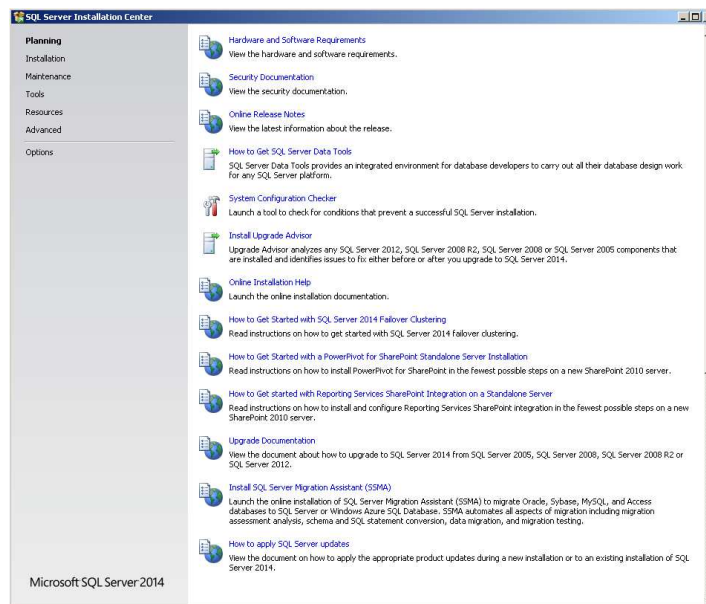 SQL Server Installation Center
Planning
Installation
Maintenance
Tools
Resources
Advanced
Options
Hardware and Software Requirements
View the hardware and software requirements.
Security Documentation
View the security documentation.
Online Release Notes
View the latest information about the release.
How to Get SQL Server Data Tools
SQL Server Data Tools provides an integrated environment for database developers to carry out all their database design work
for any SQL Server platform.
System Configuration Checker
Launch a tool to check for conditions that prevent a successful SQL Server installation.
Install Upgrade Advisor
Upgrade Advisor analyzes any SQL Server 2012, SQL Server 2008 R2, SQL Server 2008 or SQL Server 2005 components that
are installed and identifies issues to fix either before or after you upgrade to SQL Server 2014.
Online Installation Help
Launch the online installation documentation.
How to Get Started with SQL Server 2014 Failover Clustering
Read instructions on how to get started with SQL Server 2014 failover clustering.
How to Get Started with a PowerPivot for SharePoint Standalone Server Installation
Read instructions on how to install PowerPivot for SharePoint in the fewest possible steps on a new SharePoint 2010 server.
How to Get started with Reporting Services SharePoint Integration on a Standalone Server
Read instructions on how to install and configure Reporting Services SharePoint integration in the fewest possible steps on a new
SharePoint 2010 server.
Upgrade Documentation
View the document about how to upgrade to SQL Server 2014 from SQL Server 2005, SQL Server 2008, SQL Server 2008 R2 or
SQL Server 2012.
Install SQL Server Migration Assistant (SSMA)
Launch the online installation of SQL Server Migration Assistant (SSMA) to migrate Oracle, Sybase, MySQL, and Access
databases to SQL Server or Windows Azure SQL Database. SSMA automates all aspects of migration including migration
assessment analysis, schema and SQL statement conversion, data migration, and migration testing.
How to apply SQL Server updates
View the document on how to apply the appropriate product updates during a new installation or to an existing installation of SQL
Server 2014.
Microsoft SQL Server 2014